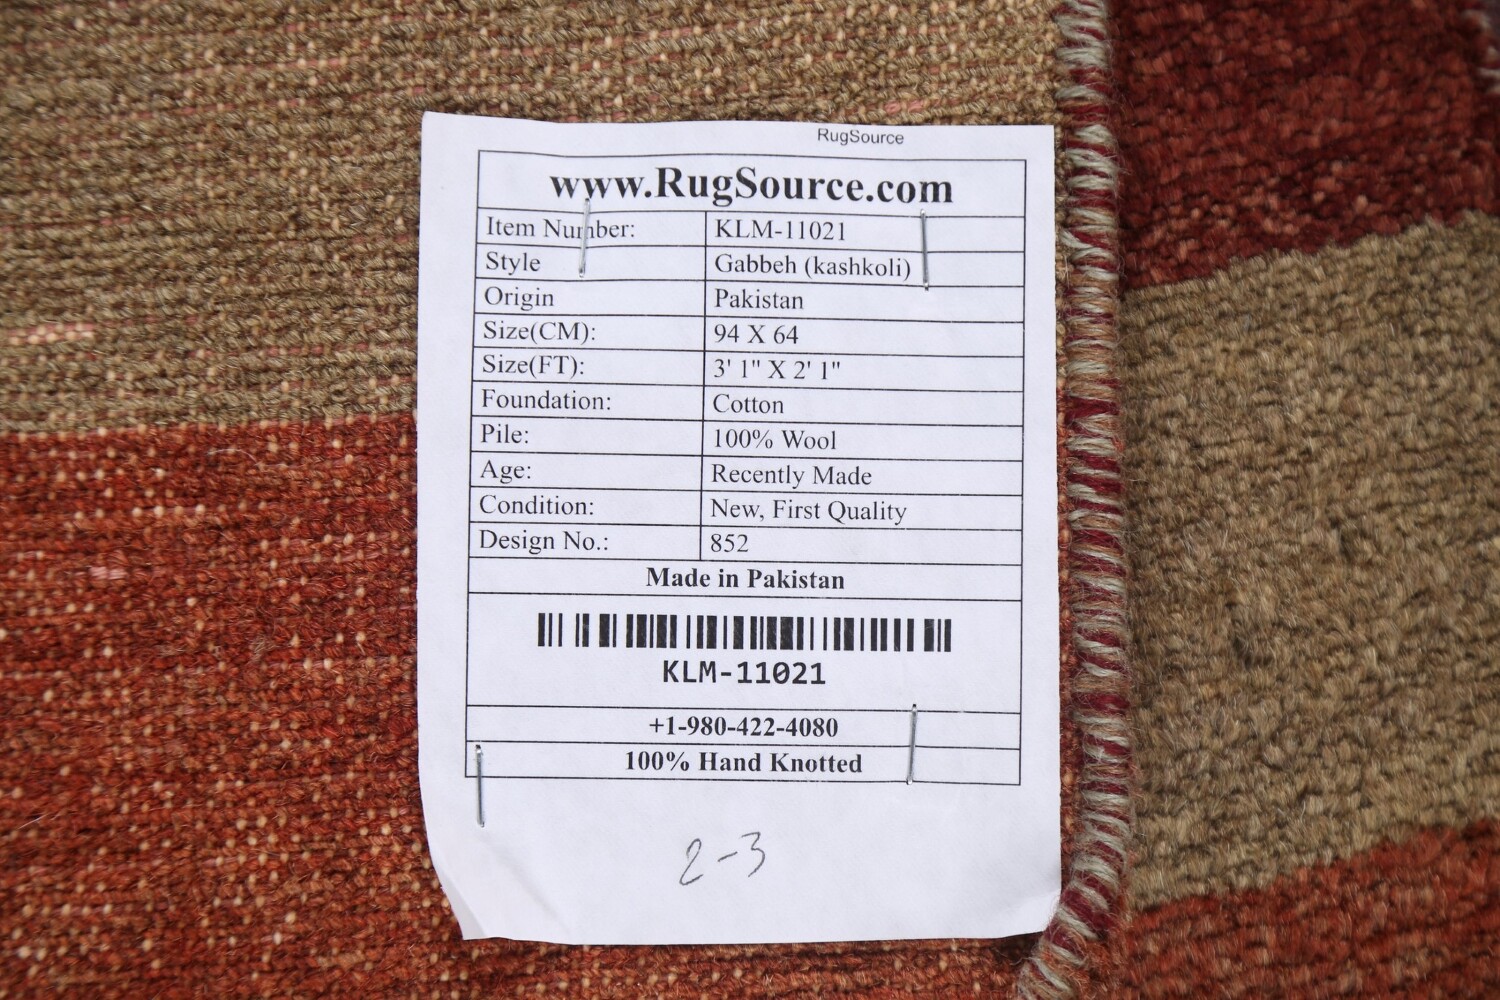 RugSource
www.RugSource.com
Item Number: KLM-11021
Style Gabbeh (kashkoli)
Origin Pakistan
Size(CM): 94 X 64
Size(FT): 3' 1" X 2' 1"
Foundation: Cotton
Pile: 100% Wool
Age: Recently Made
Condition: New, First Quality
Design No.: 852
Made in Pakistan
KLM-11021
+1-980-422-4080
100% Hand Knotted
2-3